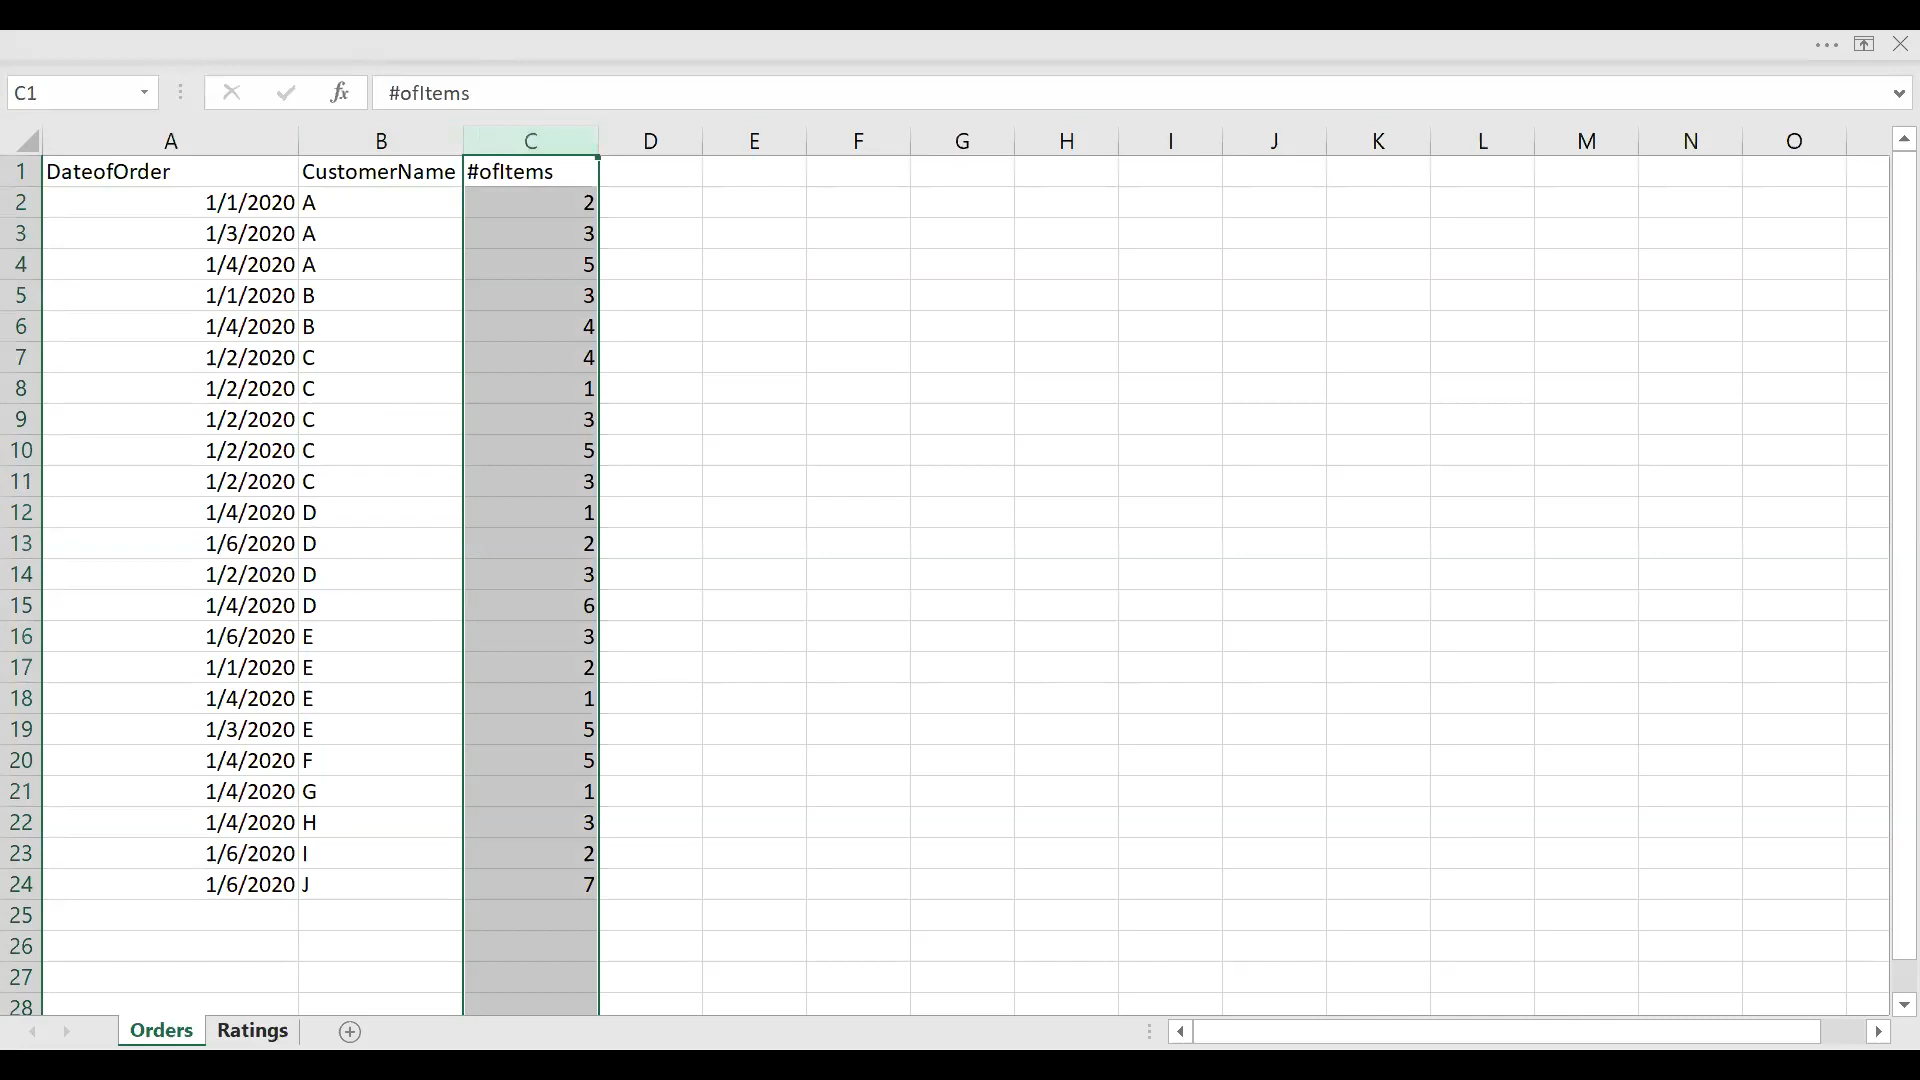 C1 fx #ofItems
A B C D E F G H I J K L M N O
1 DateofOrder CustomerName #ofItems
2 1/1/2020 A 2
3 1/3/2020 A 3
4 1/4/2020 A 5
5 1/1/2020 B 3
6 1/4/2020 B 4
7 1/2/2020 C 4
8 1/2/2020 C 1
9 1/2/2020 C 3
10 1/2/2020 C 5
11 1/2/2020 C 3
12 1/4/2020 D 1
13 1/6/2020 D 2
14 1/2/2020 D 3
15 1/4/2020 D 6
16 1/6/2020 E 3
17 1/1/2020 E 2
18 1/4/2020 E 1
19 1/3/2020 E 5
20 1/4/2020 F 5
21 1/4/2020 G 1
22 1/4/2020 H 3
23 1/6/2020 I 2
24 1/6/2020 J 7
25
26
27
28
Orders Ratings